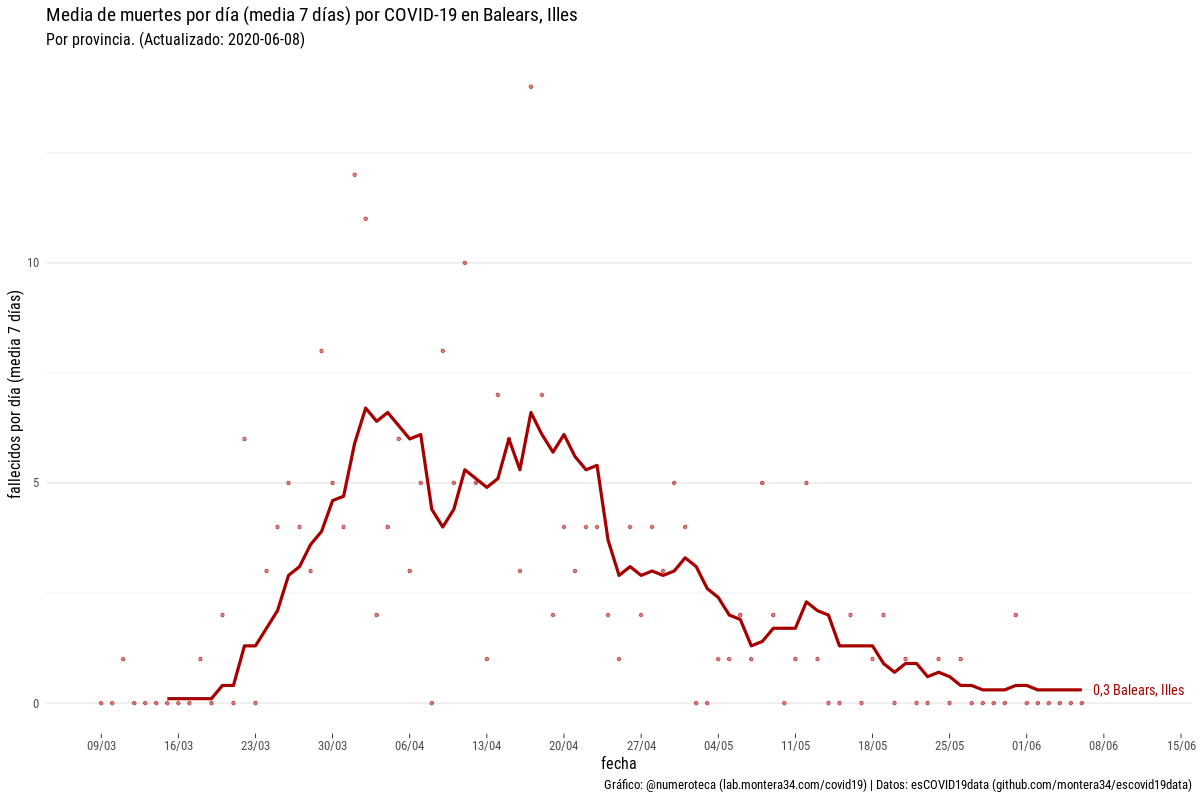 Media de muertes por día (media 7 días) por COVID-19 en Balears, Illes
Por provincia. (Actualizado: 2020-06-08)
fallecidos por día (media 7 días)
10
5
0
0,3 Balears, Illes
09/03 16/03 23/03 30/03 06/04 13/04 20/04 27/04 04/05 11/05 18/05 25/05 01/06 08/06 15/06
fecha
Gráfico: @numeroteca (lab.montera34.com/covid19) | Datos: esCOVID19data (github.com/montera34/escovid19data)